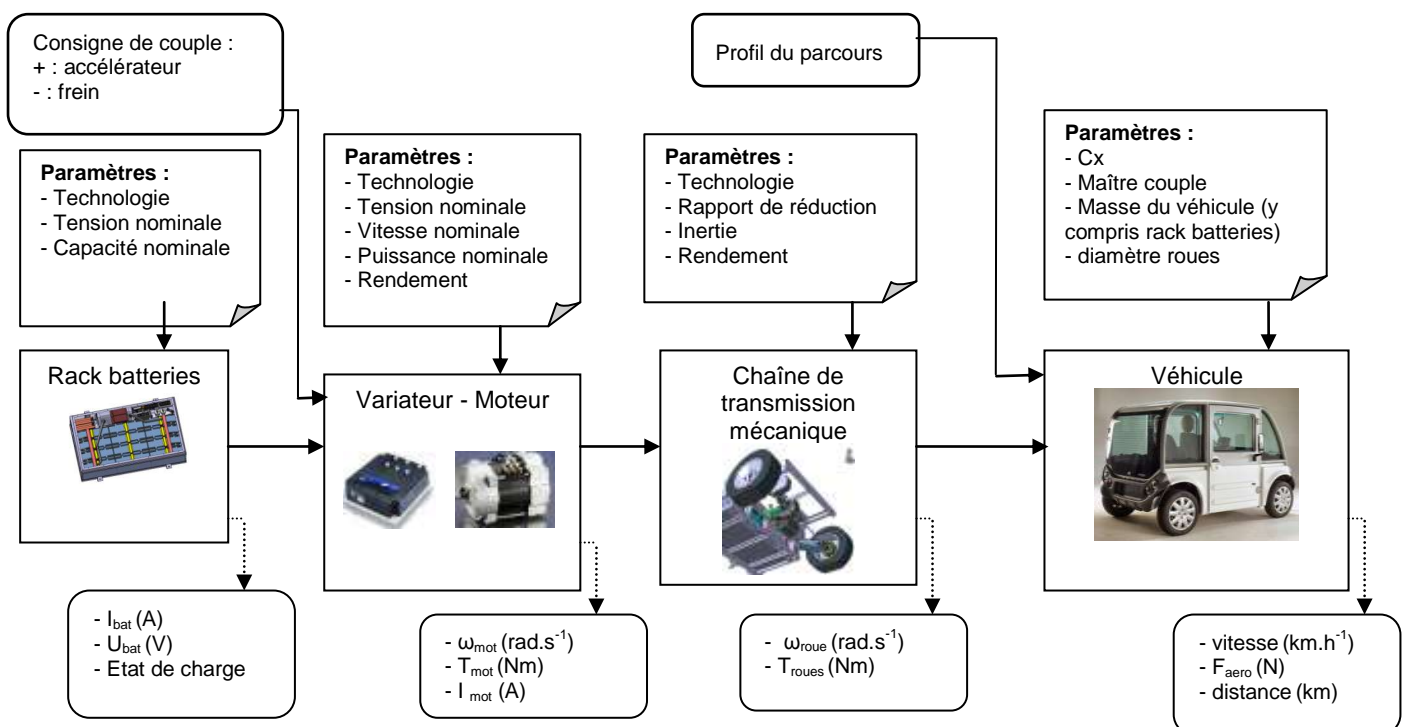 Consigne de couple :
+ : accélérateur
- : frein
Profil du parcours
Paramètres :
- Technologie
- Tension nominale
- Capacité nominale
Paramètres :
- Technologie
- Tension nominale
- Vitesse nominale
- Puissance nominale
- Rendement
Paramètres :
- Technologie
- Rapport de réduction
- Inertie
- Rendement
Paramètres :
- Cx
- Maître couple
- Masse du véhicule (y
compris rack batteries)
- diamètre roues
Rack batteries
Variateur - Moteur
Chaîne de
transmission
mécanique
Véhicule
- Ibat (A)
- Ubat (V)
- Etat de charge
- ωmot (rad.s-1)
- Tmot (Nm)
- I mot (A)
- ωroue (rad.s-1)
- Troues (Nm)
- vitesse (km.h-1)
- Faero (N)
- distance (km)